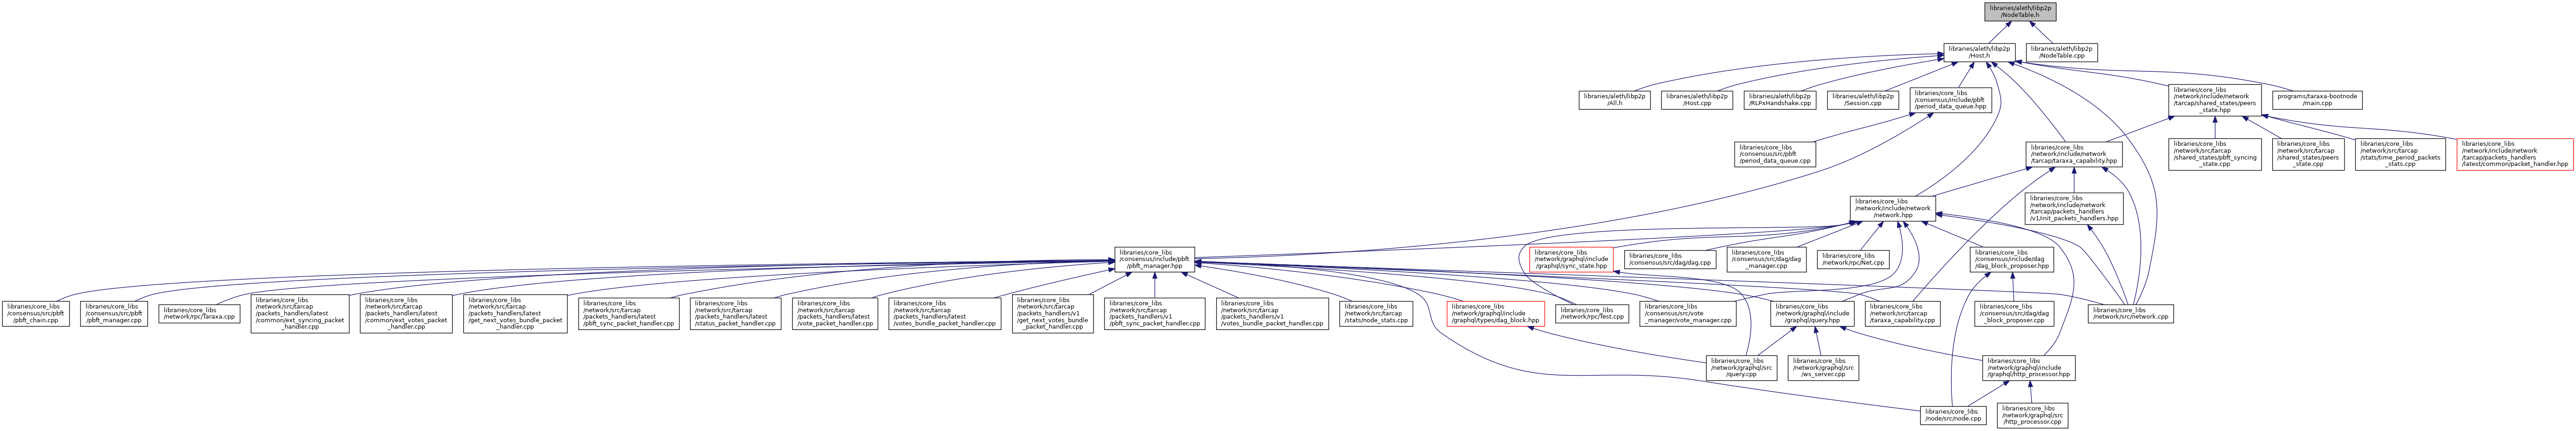 libraries/aleth/libp2p
/NodeTable.h
libraries/aleth/libp2p
/Host.h
libraries/aleth/libp2p
/NodeTable.cpp
libraries/aleth/libp2p
/All.h
libraries/aleth/libp2p
/Host.cpp
libraries/aleth/libp2p
/RLPxHandshake.cpp
libraries/aleth/libp2p
/Session.cpp
libraries/core_libs
/consensus/include/pbft
/period_data_queue.hpp
libraries/core_libs
/network/include/network
/tarcap/shared_states/peers
_state.hpp
programs/taraxa-bootnode
/main.cpp
libraries/core_libs
/consensus/src/pbft
/period_data_queue.cpp
libraries/core_libs
/network/include/network
/tarcap/taraxa_capability.hpp
libraries/core_libs
/network/src/tarcap
/shared_states/pbft_syncing
_state.cpp
libraries/core_libs
/network/src/tarcap
/shared_states/peers
_state.cpp
libraries/core_libs
/network/src/tarcap
/stats/time_period_packets
_stats.cpp
libraries/core_libs
/network/include/network
/tarcap/packets_handlers
/latest/common/packet_handler.hpp
libraries/core_libs
/network/include/network
/network.hpp
libraries/core_libs
/network/include/network
/tarcap/packets_handlers
/v1/init_packets_handlers.hpp
libraries/core_libs
/consensus/include/pbft
/pbft_manager.hpp
libraries/core_libs
/network/graphql/include
/graphql/sync_state.hpp
libraries/core_libs
/consensus/src/dag/dag.cpp
libraries/core_libs
/consensus/src/dag/dag
_manager.cpp
libraries/core_libs
/network/rpc/Net.cpp
libraries/core_libs
/consensus/include/dag
/dag_block_proposer.hpp
libraries/core_libs
/consensus/src/pbft
/pbft_chain.cpp
libraries/core_libs
/consensus/src/pbft
/pbft_manager.cpp
libraries/core_libs
/network/rpc/Taraxa.cpp
libraries/core_libs
/network/src/tarcap
/packets_handlers/latest
/common/ext_syncing_packet
_handler.cpp
libraries/core_libs
/network/src/tarcap
/packets_handlers/latest
/common/ext_votes_packet
_handler.cpp
libraries/core_libs
/network/src/tarcap
/packets_handlers/latest
/get_next_votes_bundle_packet
_handler.cpp
libraries/core_libs
/network/src/tarcap
/packets_handlers/latest
/pbft_sync_packet_handler.cpp
libraries/core_libs
/network/src/tarcap
/packets_handlers/latest
/status_packet_handler.cpp
libraries/core_libs
/network/src/tarcap
/packets_handlers/latest
/vote_packet_handler.cpp
libraries/core_libs
/network/src/tarcap
/packets_handlers/latest
/votes_bundle_packet_handler.cpp
libraries/core_libs
/network/src/tarcap
/packets_handlers/v1
/get_next_votes_bundle
_packet_handler.cpp
libraries/core_libs
/network/src/tarcap
/packets_handlers/v1
/pbft_sync_packet_handler.cpp
libraries/core_libs
/network/src/tarcap
/packets_handlers/v1
/votes_bundle_packet_handler.cpp
libraries/core_libs
/network/src/tarcap
/stats/node_stats.cpp
libraries/core_libs
/network/graphql/include
/graphql/types/dag_block.hpp
libraries/core_libs
/network/rpc/Test.cpp
libraries/core_libs
/consensus/src/vote
_manager/vote_manager.cpp
libraries/core_libs
/network/graphql/include
/graphql/query.hpp
libraries/core_libs
/network/src/tarcap
/taraxa_capability.cpp
libraries/core_libs
/consensus/src/dag/dag
_block_proposer.cpp
libraries/core_libs
/network/src/network.cpp
libraries/core_libs
/network/graphql/src
/query.cpp
libraries/core_libs
/network/graphql/src
/ws_server.cpp
libraries/core_libs
/network/graphql/include
/graphql/http_processor.hpp
libraries/core_libs
/node/src/node.cpp
libraries/core_libs
/network/graphql/src
/http_processor.cpp